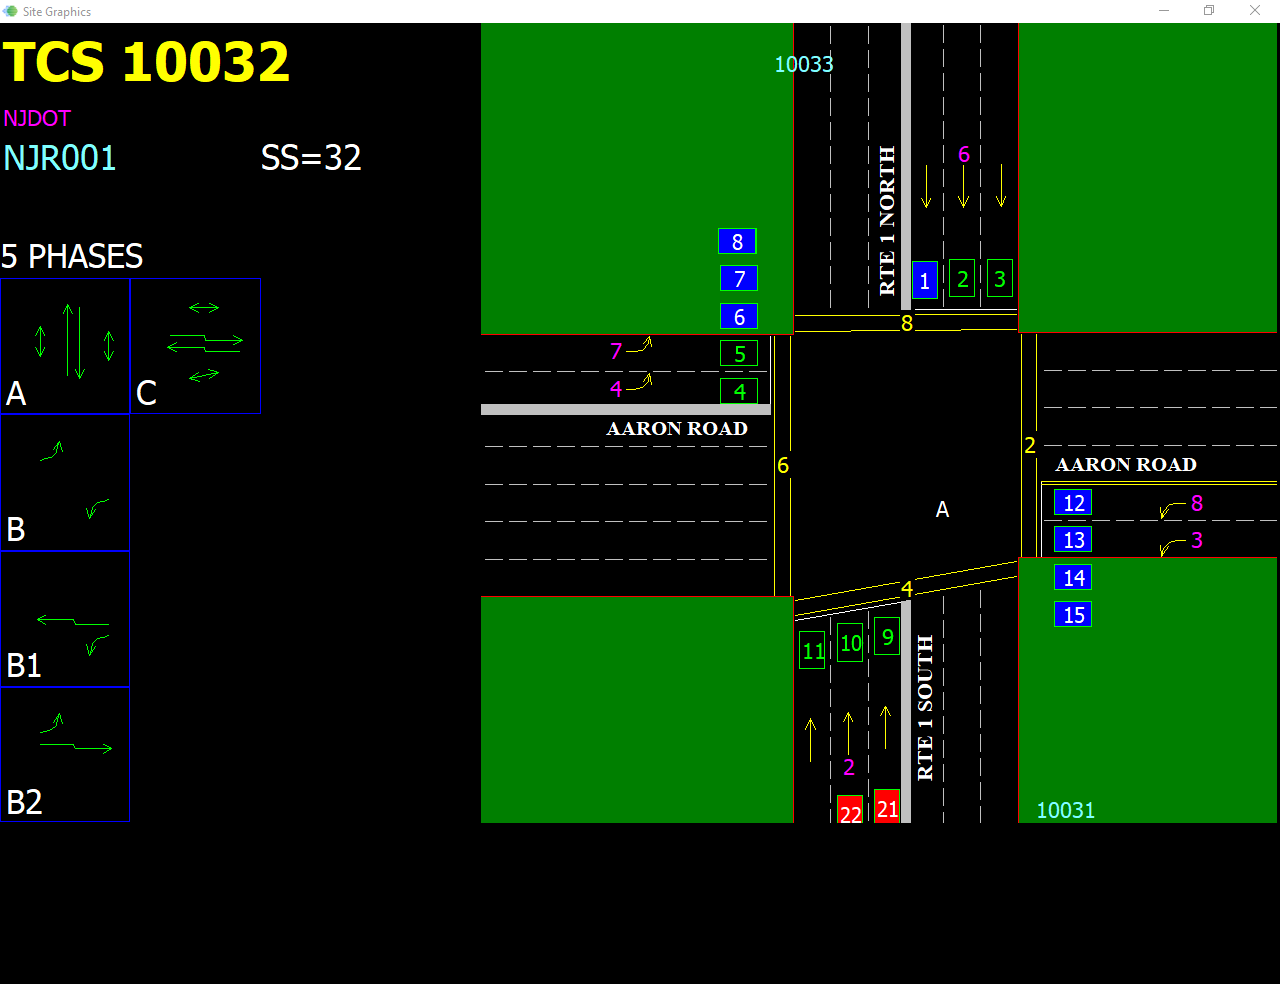 Site Graphics
TCS 10032
NJDOT
NJR001 SS=32
5 PHASES
A C
B
B1
B2
10033
RTE 1 NORTH
6
1 2 3
8
8
7
6
7 5
4 4
AARON ROAD
6
2
AARON ROAD
12 8
13 3
14
15
A
4
11 10 9
RTE 1 SOUTH
2
22 21
10031